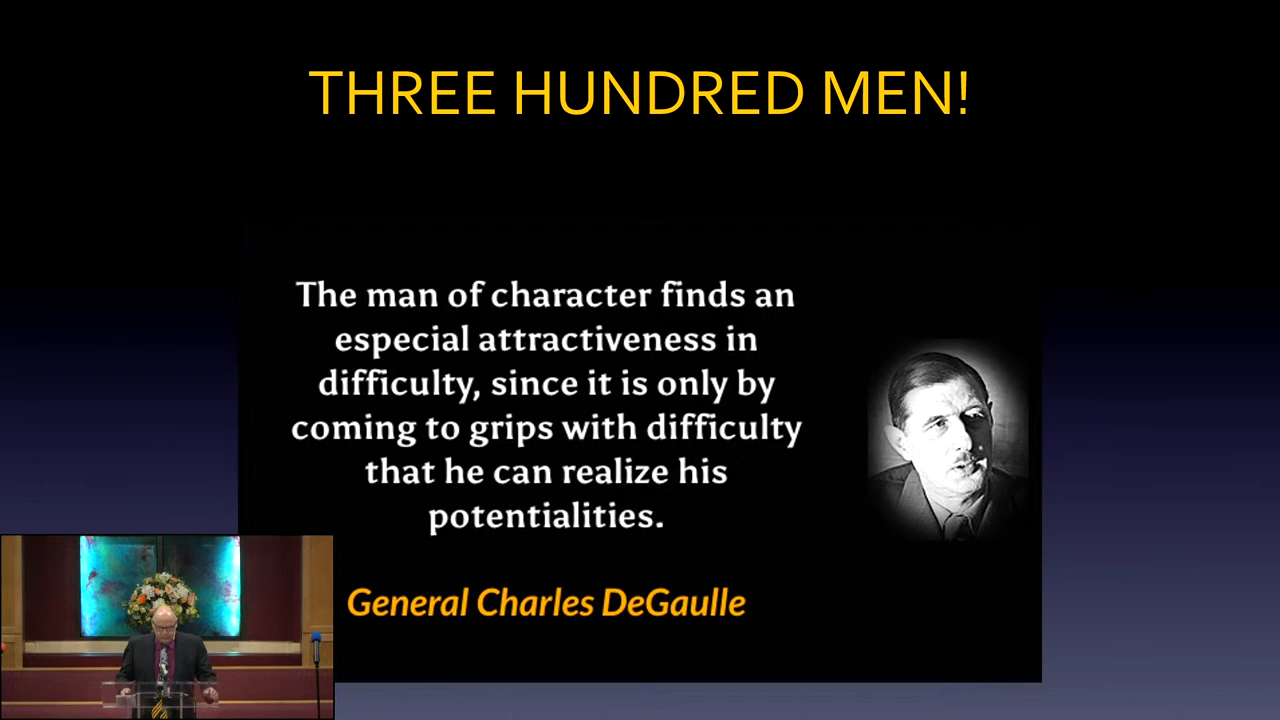 THREE HUNDRED MEN!
The man of character finds an
especial attractiveness in
difficulty, since it is only by
coming to grips with difficulty
that he can realize his
potentialities.
General Charles DeGaulle